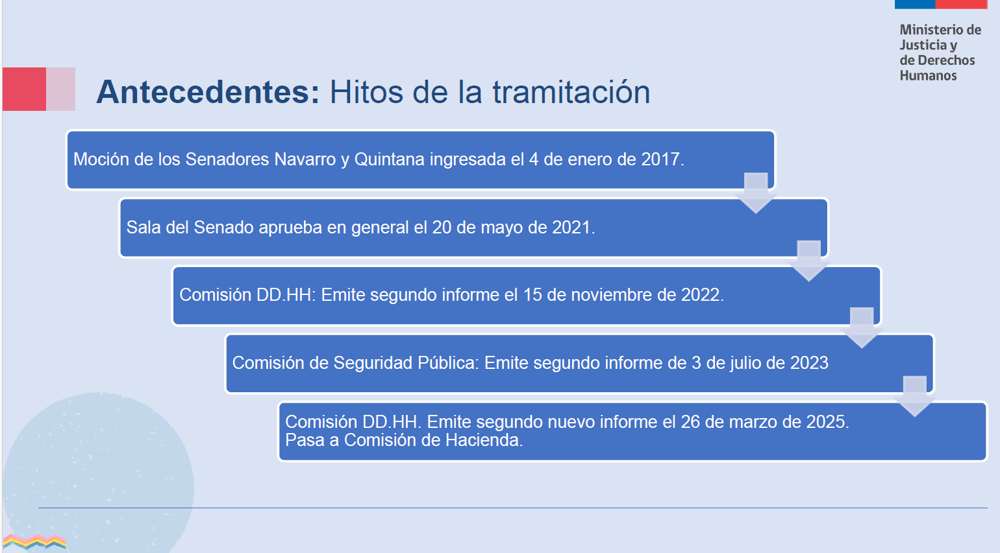 Ministerio de
Justicia y
de Derechos
Humanos
Antecedentes: Hitos de la tramitación
Moción de los Senadores Navarro y Quintana ingresada el 4 de enero de 2017.
Sala del Senado aprueba en general el 20 de mayo de 2021.
Comisión DD.HH: Emite segundo informe el 15 de noviembre de 2022.
Comisión de Seguridad Pública: Emite segundo informe de 3 de julio de 2023
Comisión DD.HH. Emite segundo nuevo informe el 26 de marzo de 2025.
Pasa a Comisión de Hacienda.